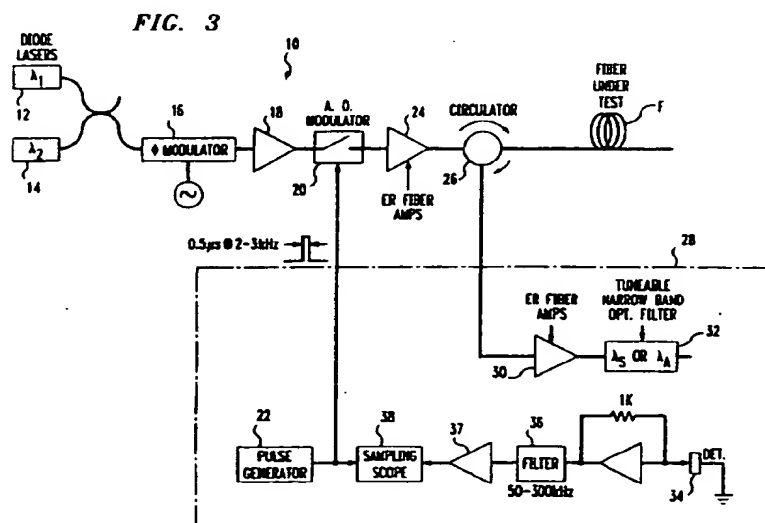 FIG. 3
DIODE
LASERS
λ1
12
λ2
14
16
Φ MODULATOR
10
18
A. O.
MODULATOR
20
24
ER FIBER
AMPS
CIRCULATOR
26
FIBER
UNDER
TEST
F
0.5μs @ 2-3kHz
28
ER FIBER
AMPS
30
TUNEABLE
NARROW BAND
OPT. FILTER
λS OR λA
32
22
PULSE
GENERATOR
38
SAMPLING
SCOPE
37
36
FILTER
50-300kHz
1K
DET.
34